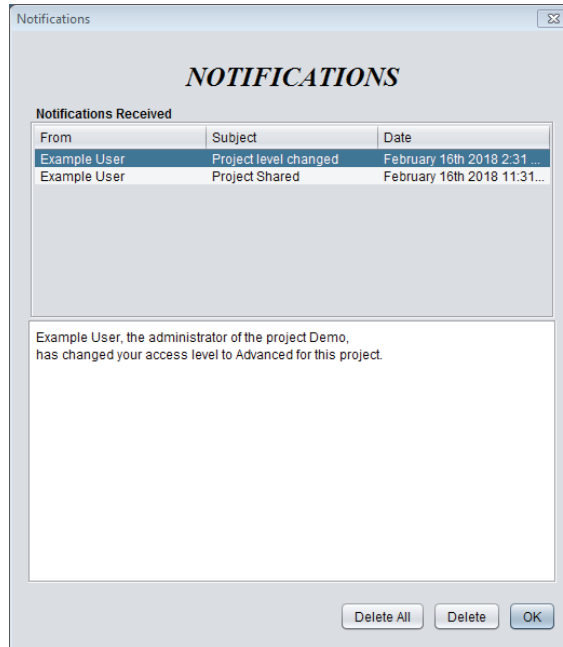 Notifications
NOTIFICATIONS
Notifications Received
From Subject Date
Example User Project level changed February 16th 2018 2:31 ...
Example User Project Shared February 16th 2018 11:31...
Example User, the administrator of the project Demo,
has changed your access level to Advanced for this project.
Delete All Delete OK